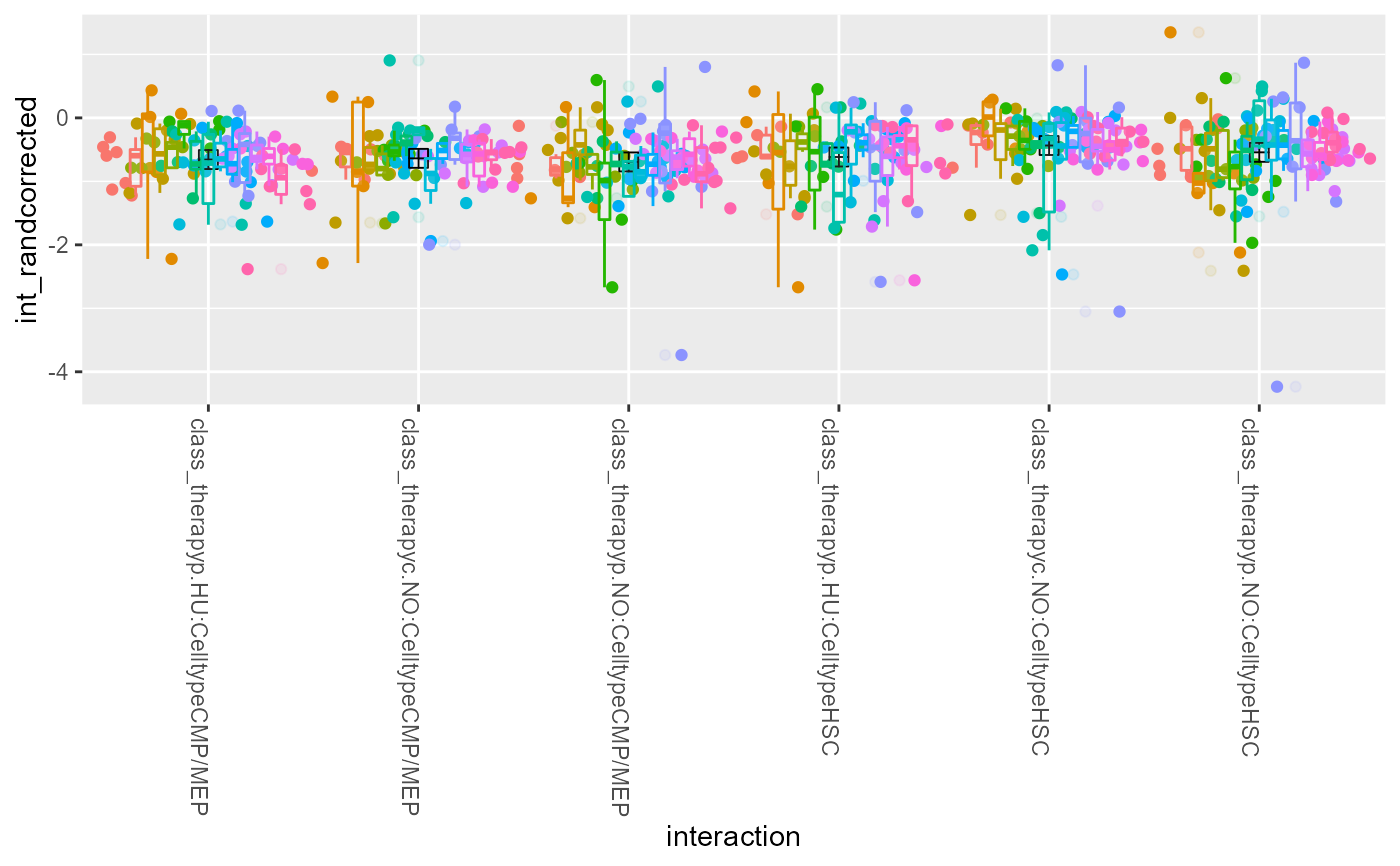 int_randcorrected
0
-2
-4
class_therapyp.HU:CelltypeCMP/MEP
class_therapyc.NO:CelltypeCMP/MEP
class_therapyp.NO:CelltypeCMP/MEP
class_therapyp.HU:CelltypeHSC
class_therapyc.NO:CelltypeHSC
class_therapyp.NO:CelltypeHSC
interaction